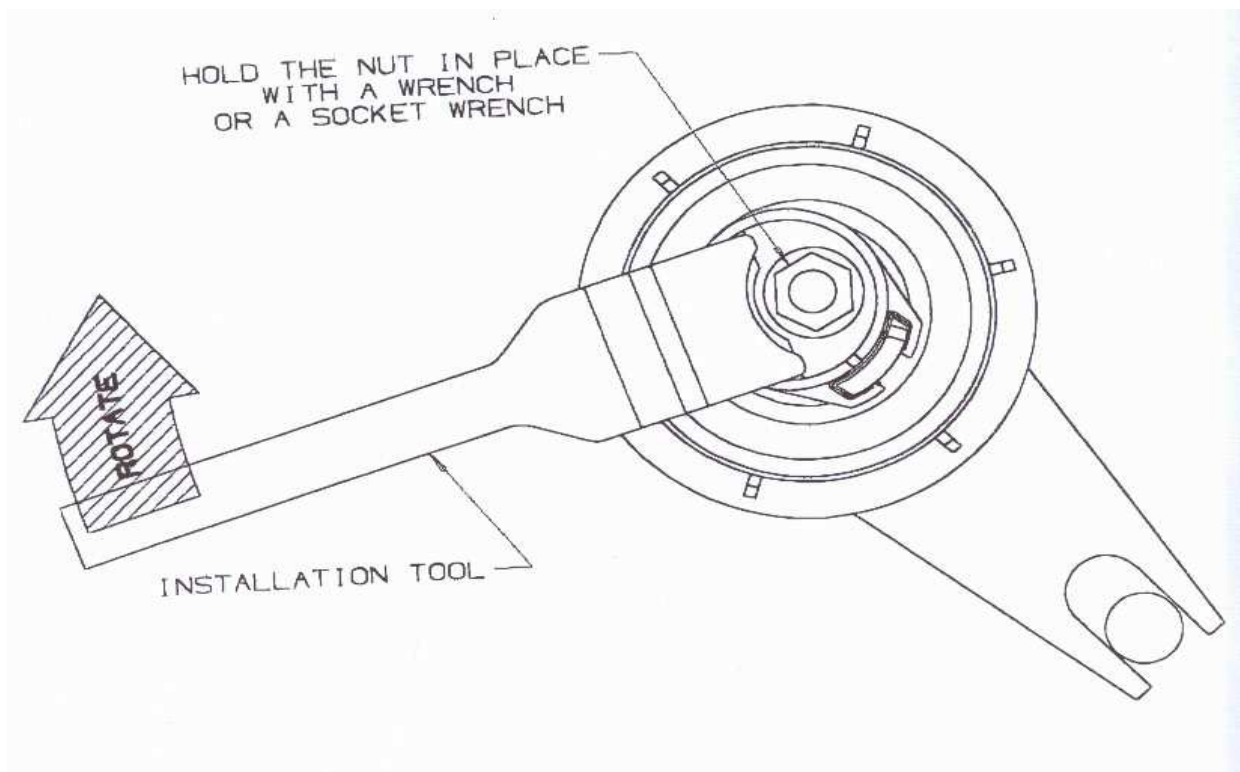 HOLD THE NUT IN PLACE
WITH A WRENCH
OR A SOCKET WRENCH
ROTATE
INSTALLATION TOOL